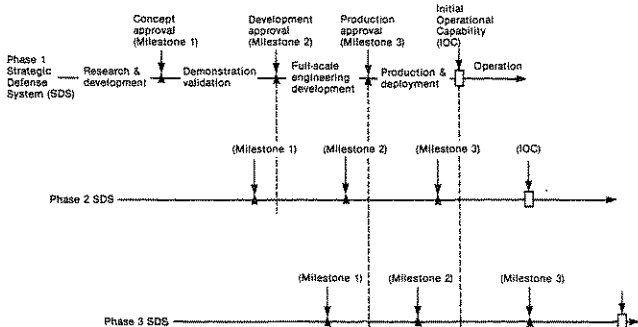 Concept
approval
(Milestone 1)
Development
approval
(Milestone 2)
Production
approval
(Milestone 3)
Initial
Operational
Capability
(IOC)
Phase 1
Strategic
Defense
System (SDS)
Research &
development
Demonstration
validation
Full-scale
engineering
development
Production &
deployment
Operation
(Milestone 1)
(Milestone 2)
(Milestone 3)
(IOC)
Phase 2 SDS
(Milestone 1)
(Milestone 2)
(Milestone 3)
Phase 3 SDS